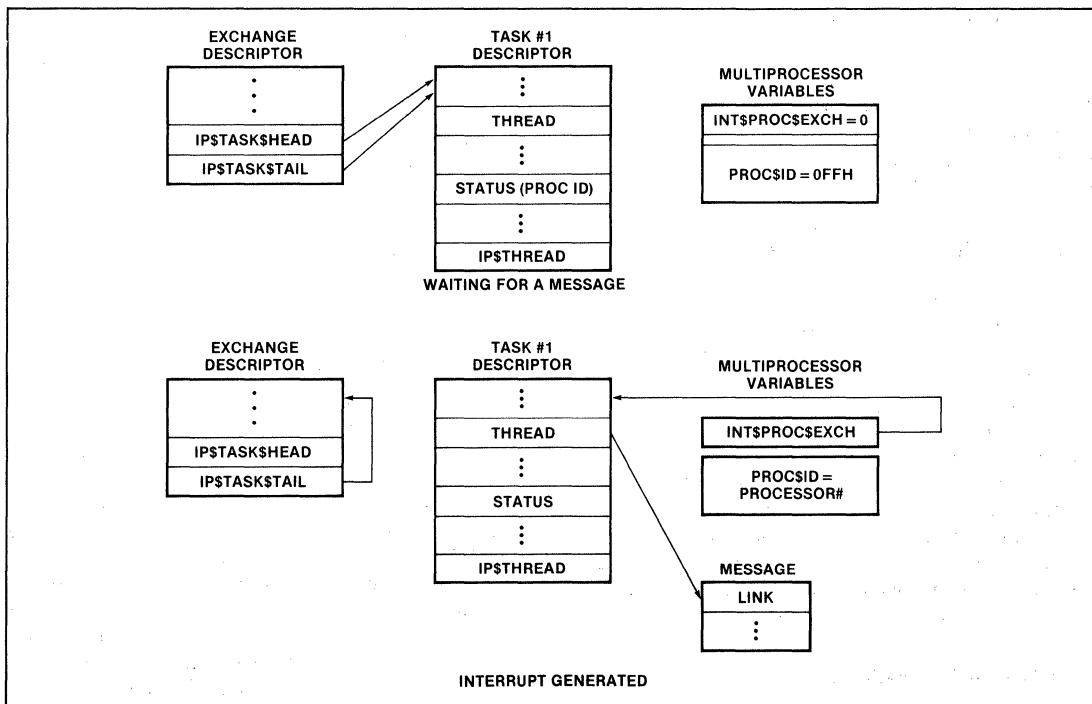 EXCHANGE
DESCRIPTOR
IP$TASK$HEAD
IP$TASK$TAIL
TASK #1
DESCRIPTOR
THREAD
STATUS (PROC ID)
IP$THREAD
WAITING FOR A MESSAGE
MULTIPROCESSOR
VARIABLES
INT$PROC$EXCH = 0
PROC$ID = 0FFH
EXCHANGE
DESCRIPTOR
IP$TASK$HEAD
IP$TASK$TAIL
TASK #1
DESCRIPTOR
THREAD
STATUS
IP$THREAD
MULTIPROCESSOR
VARIABLES
INT$PROC$EXCH
PROC$ID =
PROCESSOR#
MESSAGE
LINK
INTERRUPT GENERATED